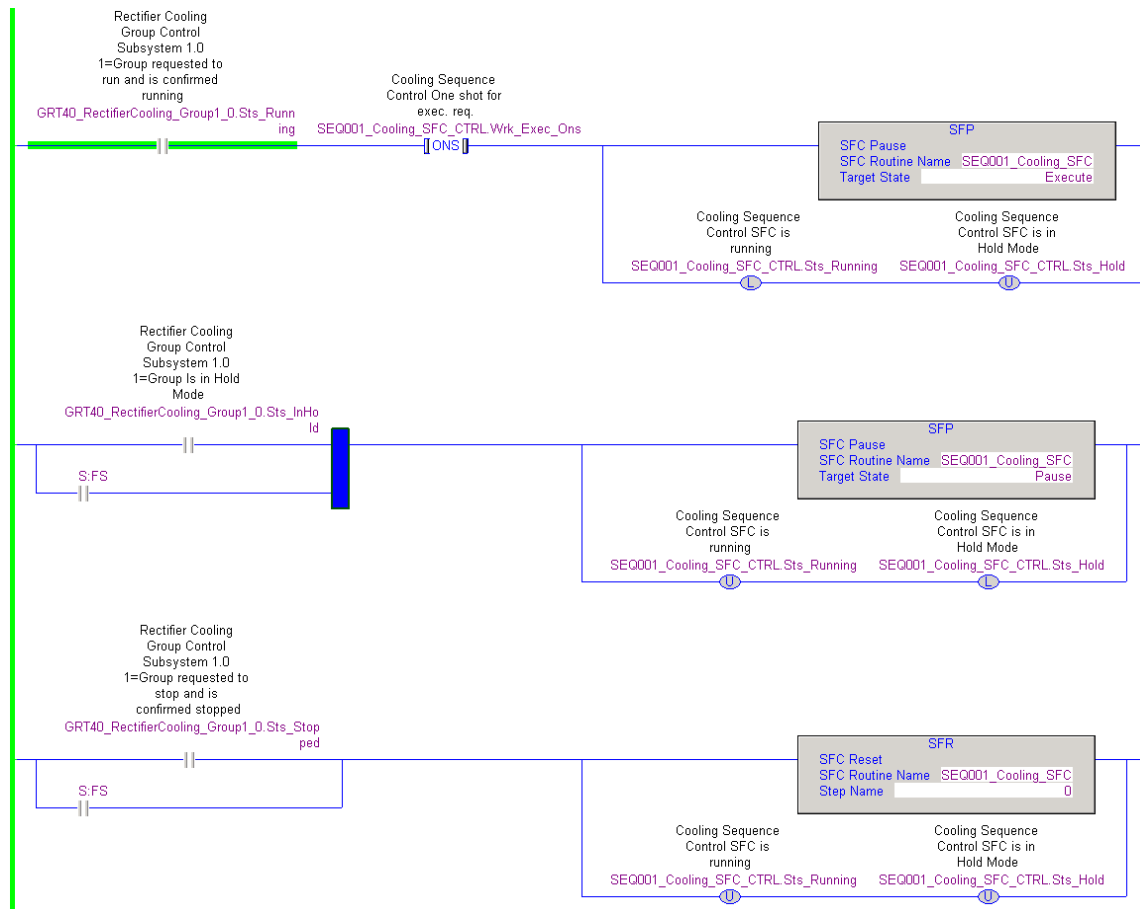 Rectifier Cooling
Group Control
Subsystem 1.0
1=Group requested to
run and is confirmed
running
GRT40_RectifierCooling_Group1_0.Sts_Runn
ing
Cooling Sequence
Control One shot for
exec. req.
SEQ001_Cooling_SFC_CTRL.Wrk_Exec_Ons
ONS
SFP
SFC Pause
SFC Routine Name SEQ001_Cooling_SFC
Target State Execute
Cooling Sequence
Control SFC is
running
SEQ001_Cooling_SFC_CTRL.Sts_Running
L
Cooling Sequence
Control SFC is in
Hold Mode
SEQ001_Cooling_SFC_CTRL.Sts_Hold
U
Rectifier Cooling
Group Control
Subsystem 1.0
1=Group Is in Hold
Mode
GRT40_RectifierCooling_Group1_0.Sts_InHo
ld
S:FS
SFP
SFC Pause
SFC Routine Name SEQ001_Cooling_SFC
Target State Pause
Cooling Sequence
Control SFC is
running
SEQ001_Cooling_SFC_CTRL.Sts_Running
U
Cooling Sequence
Control SFC is in
Hold Mode
SEQ001_Cooling_SFC_CTRL.Sts_Hold
L
Rectifier Cooling
Group Control
Subsystem 1.0
1=Group requested to
stop and is
confirmed stopped
GRT40_RectifierCooling_Group1_0.Sts_Stop
ped
S:FS
SFR
SFC Reset
SFC Routine Name SEQ001_Cooling_SFC
Step Name 0
Cooling Sequence
Control SFC is
running
SEQ001_Cooling_SFC_CTRL.Sts_Running
U
Cooling Sequence
Control SFC is in
Hold Mode
SEQ001_Cooling_SFC_CTRL.Sts_Hold
U